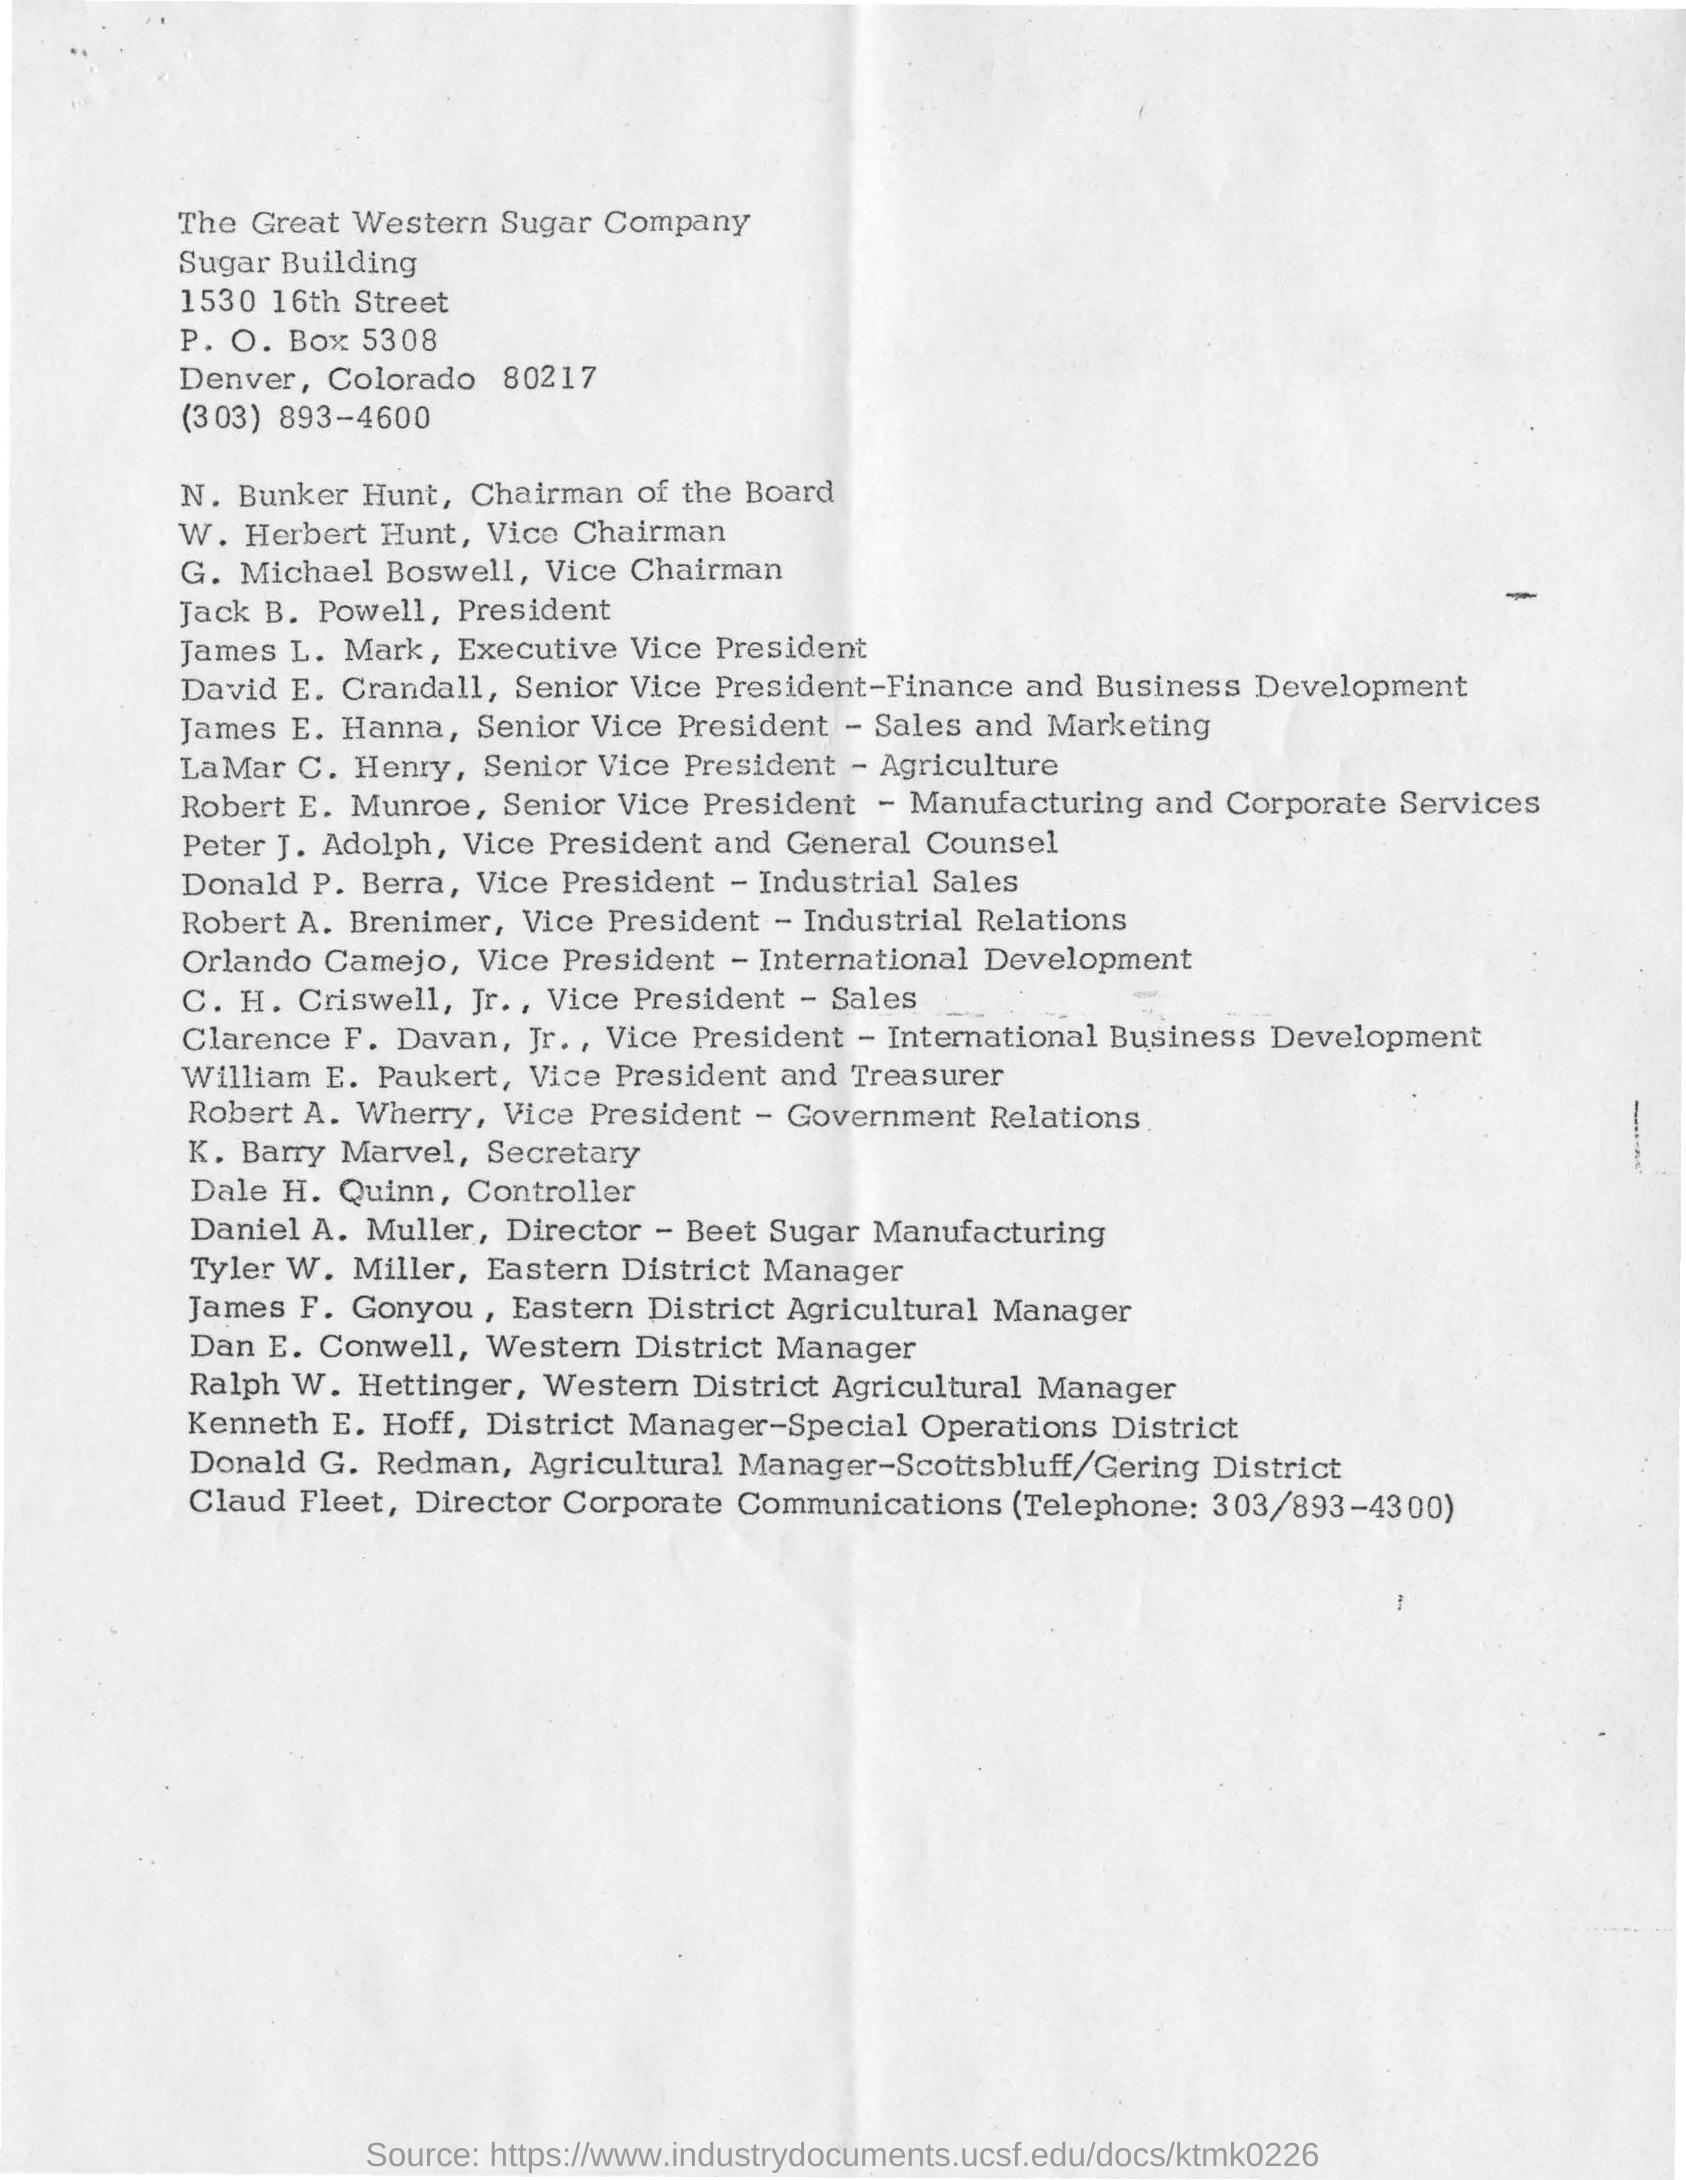 The Great Western Sugar Company
Sugar Building
1530 16th Street
P. O. Box 5308
Denver, Colorado 80217
(303) 893-4600
N. Bunker Hunt, Chairman of the Board
W. Herbert Hunt, Vice Chairman
G. Michael Boswell, Vice Chairman
Jack B. Powell, President
James L. Mark, Executive Vice President
David E. Crandall, Senior Vice President-Finance and Business Development
James E. Hanna, Senior Vice President - Sales and Marketing
LaMar C. Henry, Senior Vice President - Agriculture
Robert E. Munroe, Senior Vice President - Manufacturing and Corporate Services
Peter J. Adolph, Vice President and General Counsel
Donald P. Berra, Vice President - Industrial Sales
Robert A. Brenimer, Vice President - Industrial Relations
Orlando Camejo, Vice President - International Development
C. H. Criswell, Jr., Vice President - Sales
Clarence F. Davan, Jr., Vice President - International Business Development
William E. Paukert, Vice President and Treasurer
Robert A. Wherry, Vice President - Government Relations
K. Barry Marvel, Secretary
Dale H. Quinn, Controller
Daniel A. Muller, Director - Beet Sugar Manufacturing
Tyler W. Miller, Eastern District Manager
James F. Gonyou , Eastern District Agricultural Manager
Dan E. Conwell, Western District Manager
Ralph W. Hettinger, Western District Agricultural Manager
Kenneth E. Hoff, District Manager-Special Operations District
Donald G. Redman, Agricultural Manager-Scottsbluff/Gering District
Claud Fleet, Director Corporate Communications (Telephone: 303/893-4300)
Source: https://www.industrydocuments.ucsf.edu/docs/ktmk0226